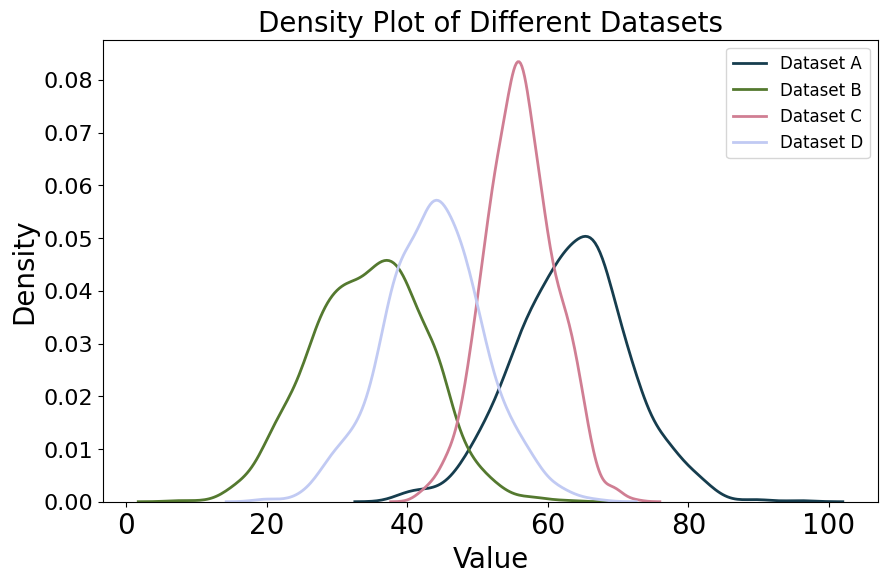 Density Plot of Different Datasets
Dataset A
Dataset B
Dataset C
Dataset D
Density
0.08
0.07
0.06
0.05
0.04
0.03
0.02
0.01
0.00
0 20 40 60 80 100
Value